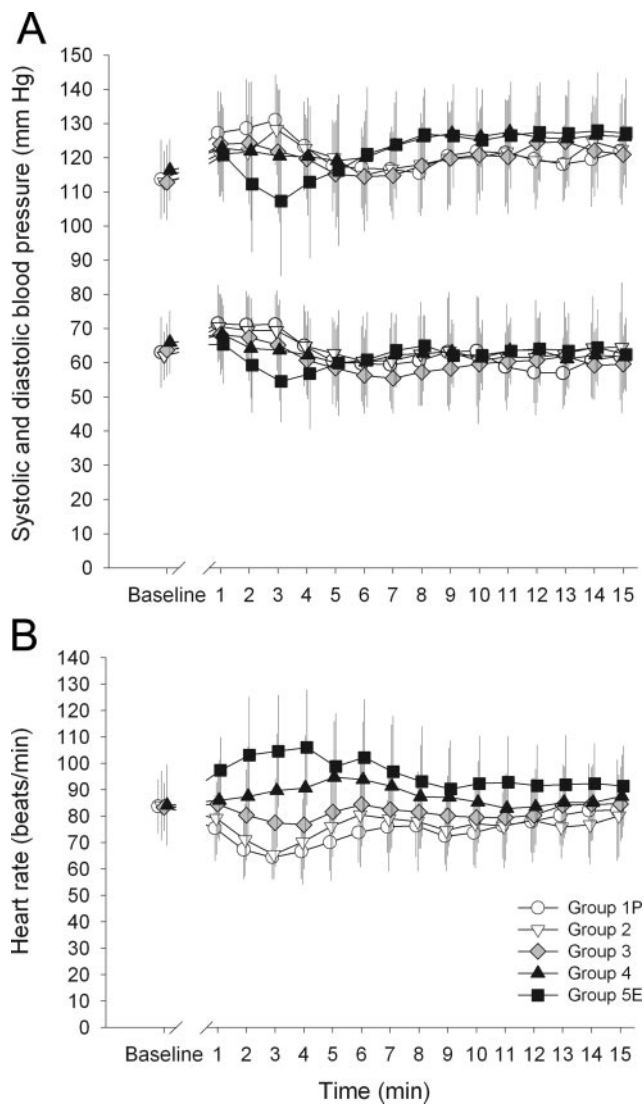 A
Systolic and diastolic blood pressure (mm Hg)
150
140
130
120
110
100
90
80
70
60
50
40
30
20
10
0
Baseline 1 2 3 4 5 6 7 8 9 10 11 12 13 14 15
B
Heart rate (beats/min)
140
130
120
110
100
90
80
70
60
50
40
30
20
10
0
Group 1P
Group 2
Group 3
Group 4
Group 5E
Baseline 1 2 3 4 5 6 7 8 9 10 11 12 13 14 15
Time (min)